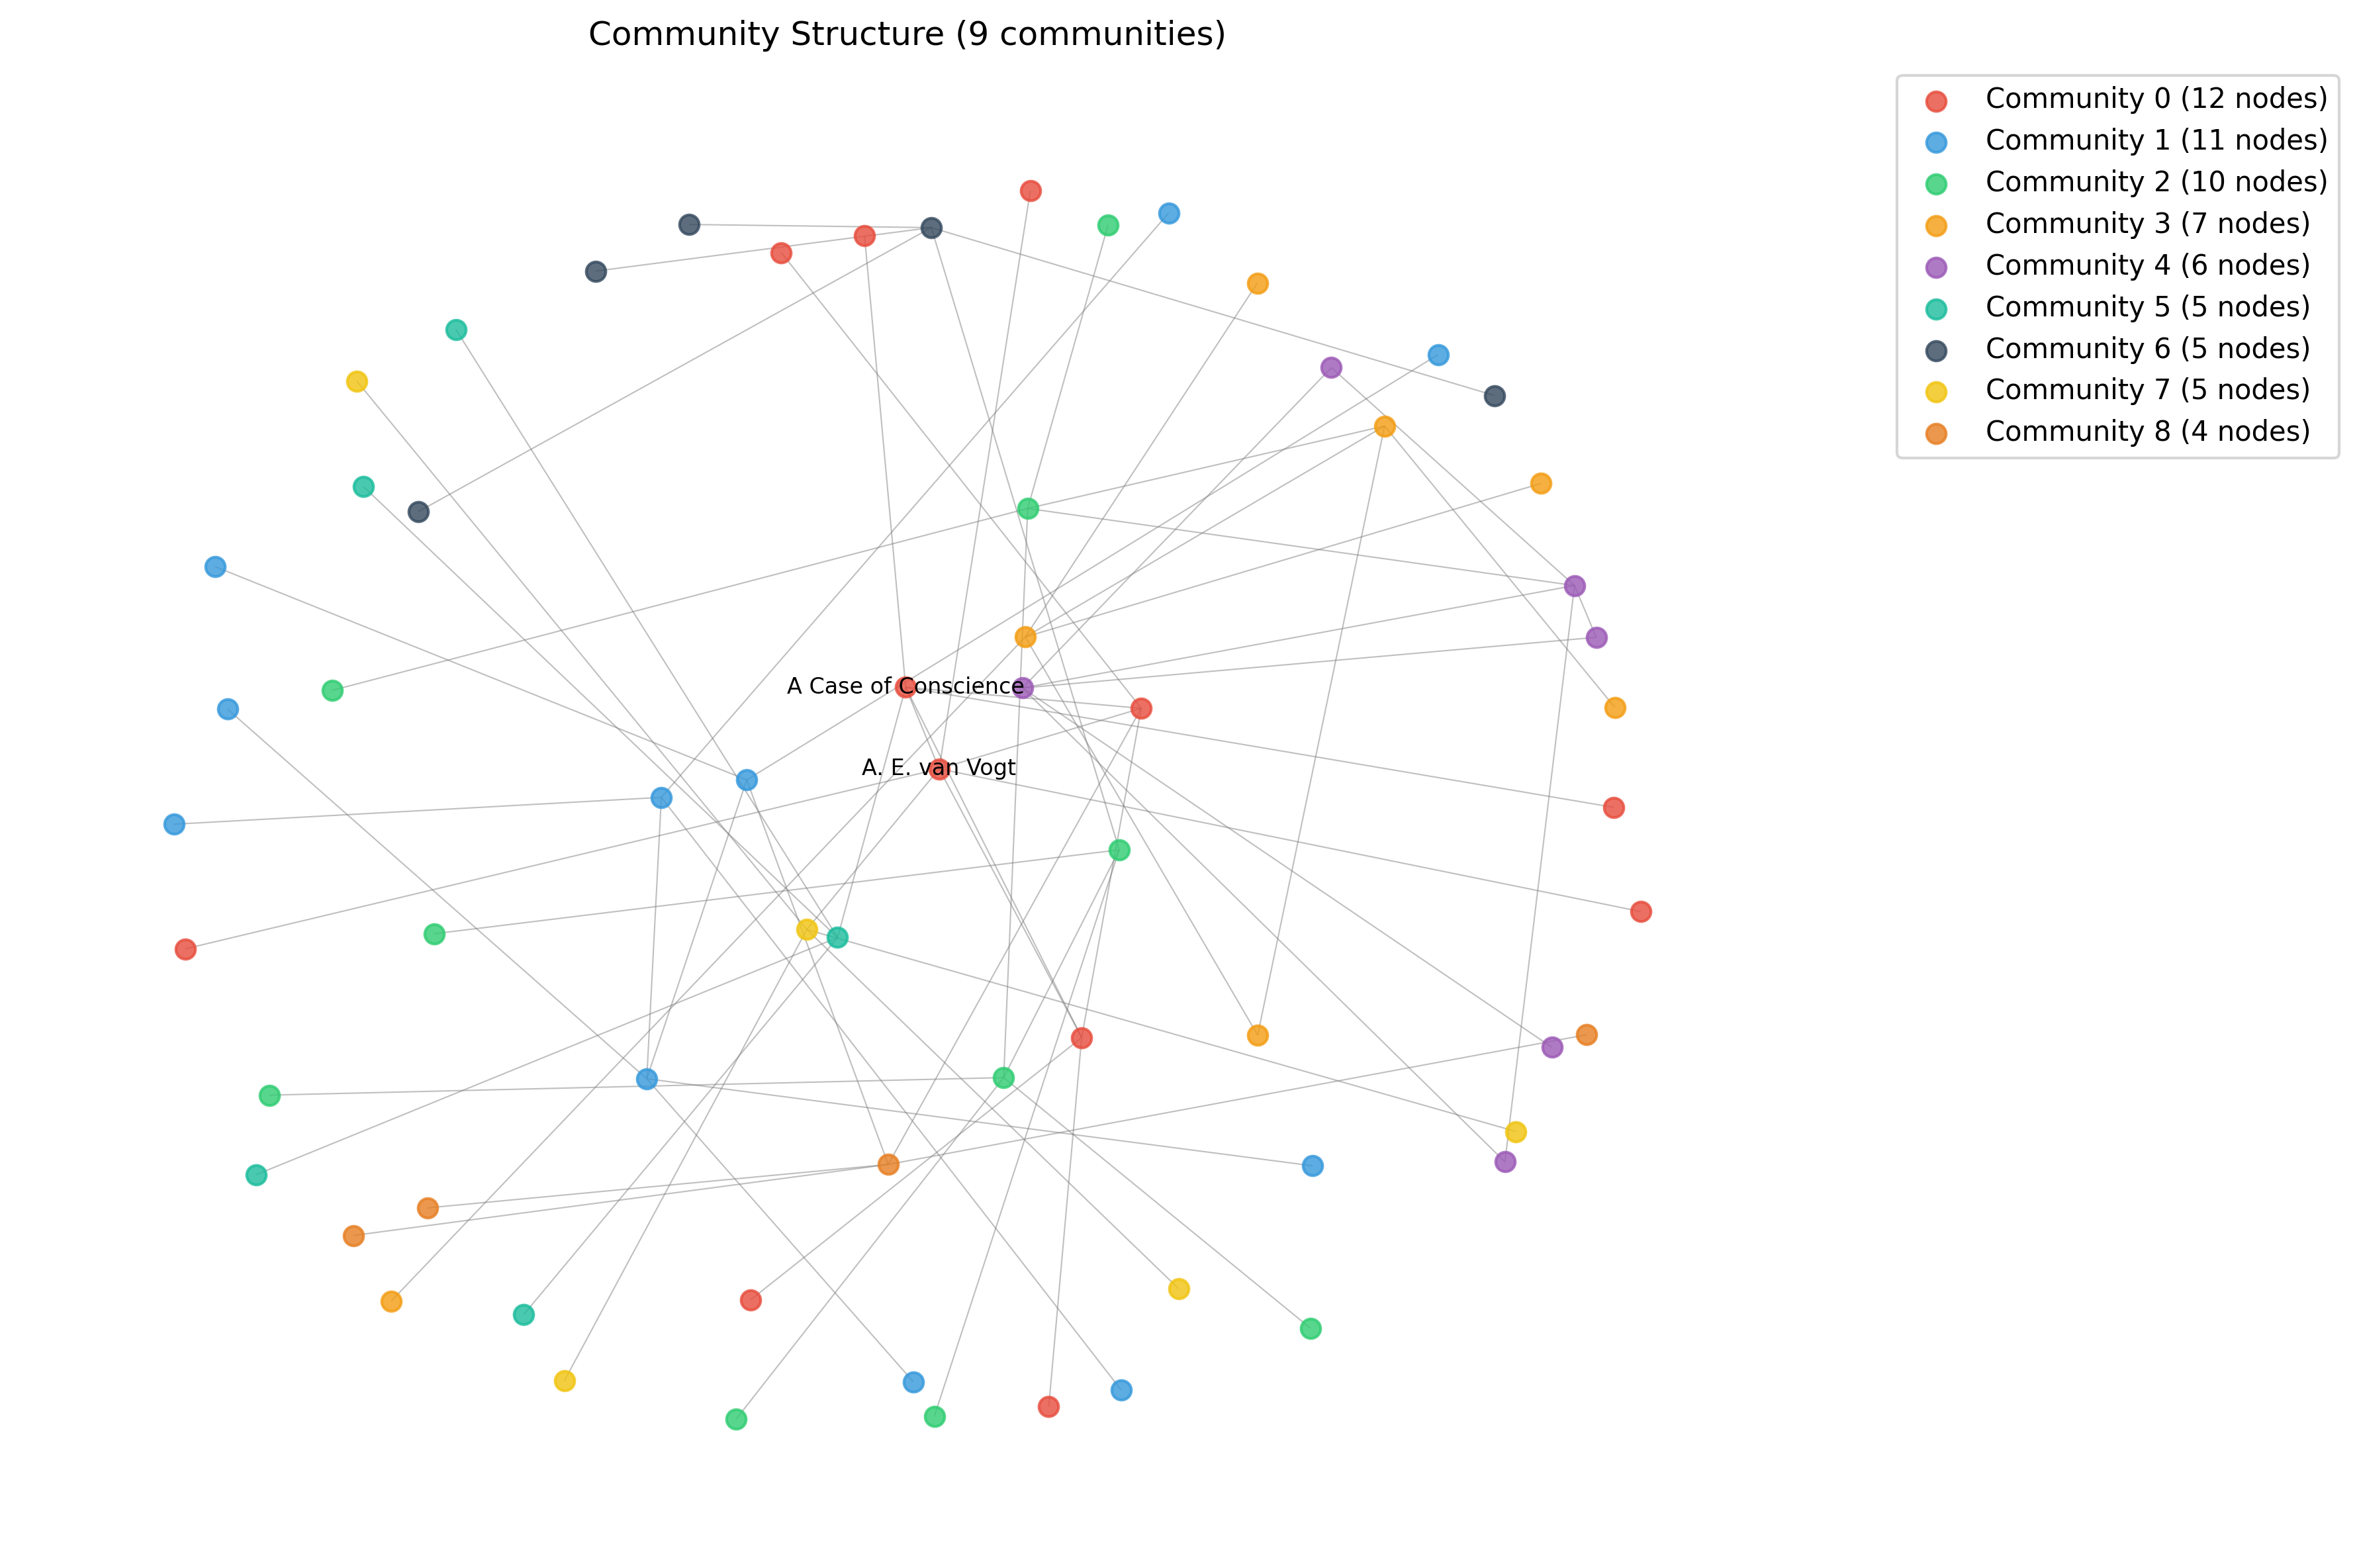 Community Structure (9 communities)
Community 0 (12 nodes)
Community 1 (11 nodes)
Community 2 (10 nodes)
Community 3 (7 nodes)
Community 4 (6 nodes)
Community 5 (5 nodes)
Community 6 (5 nodes)
Community 7 (5 nodes)
Community 8 (4 nodes)
A Case of Conscience
A. E. van Vogt